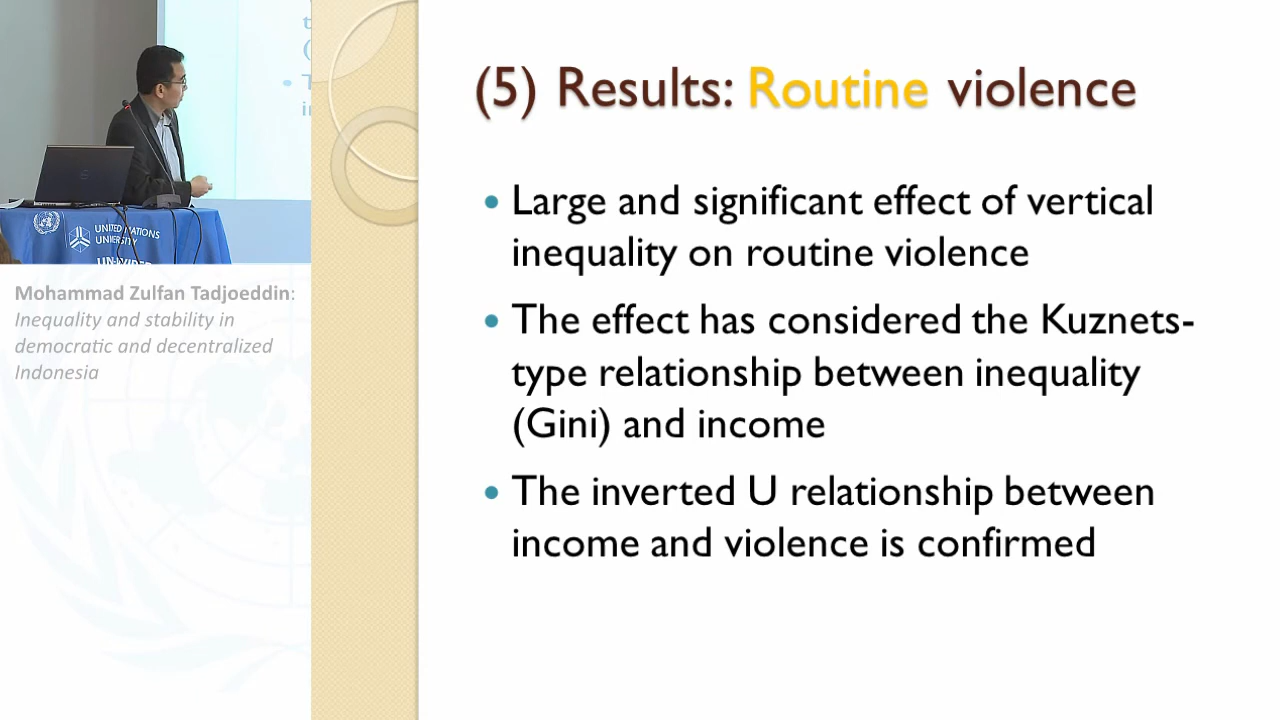 UNITED NATIONS
UNIVERSITY
Mohammad Zulfan Tadjoeddin:
Inequality and stability in
democratic and decentralized
Indonesia
(5) Results: Routine violence
• Large and significant effect of vertical
inequality on routine violence
• The effect has considered the Kuznets-
type relationship between inequality
(Gini) and income
• The inverted U relationship between
income and violence is confirmed